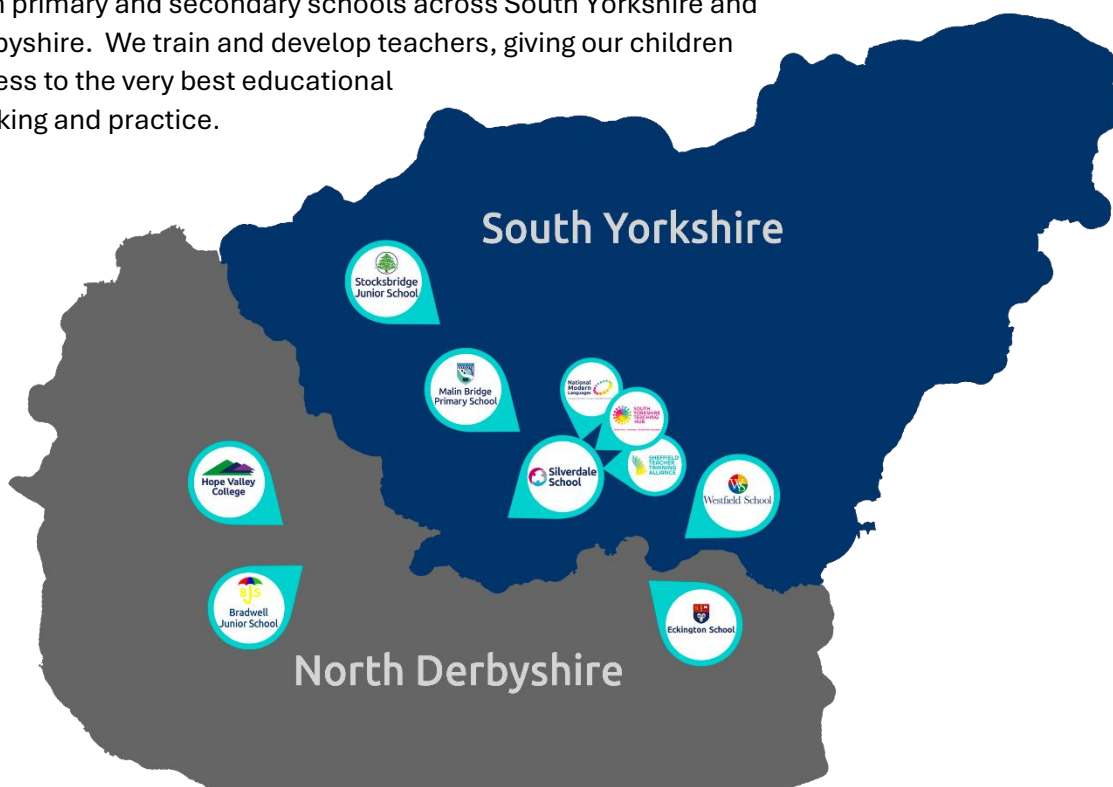 primary and secondary schools across South Yorkshire and
We train and develop teachers, giving our children
to the very best educational
and practice.
South Yorkshire
Stocksbridge
Junior School
Malin Bridge
Primary School
National
Modern
Languages
SOUTH
YORKSHIRE
TEACHING
HUB
Silverdale
School
SHEFFIELD
TEACHER
TRAINING
ALLIANCE
WS
Westfield School
Hope Valley
College
BJS
Bradwell
Junior School
Eckington School
North Derbyshire